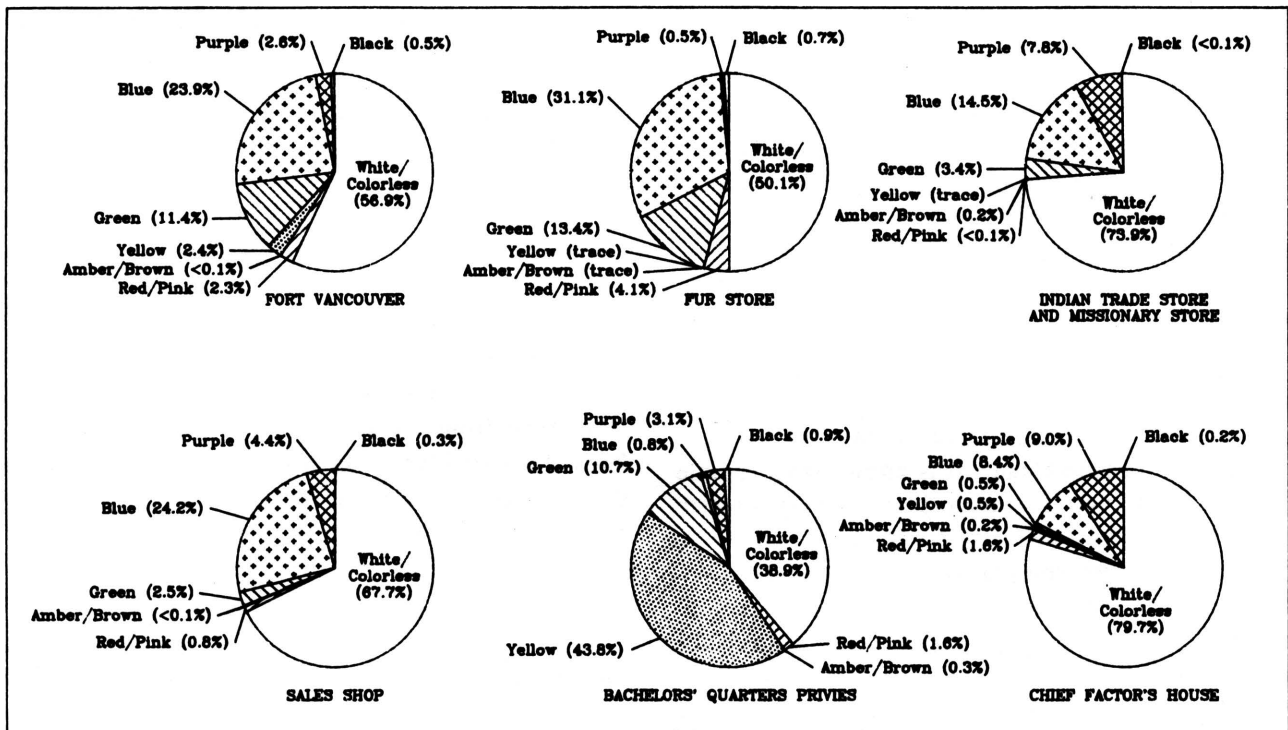 Purple (2.6%)
Black (0.5%)
Blue (23.9%)
White/
Colorless
(56.9%)
Green (11.4%)
Yellow (2.4%)
Amber/Brown (<0.1%)
Red/Pink (2.3%)
FORT VANCOUVER
Purple (0.5%)
Black (0.7%)
Blue (31.1%)
White/
Colorless
(50.1%)
Green (13.4%)
Yellow (trace)
Amber/Brown (trace)
Red/Pink (4.1%)
FUR STORE
Purple (7.8%)
Black (<0.1%)
Blue (14.5%)
Green (3.4%)
Yellow (trace)
Amber/Brown (0.2%)
Red/Pink (<0.1%)
White/
Colorless
(73.9%)
INDIAN TRADE STORE
AND MISSIONARY STORE
Purple (4.4%)
Black (0.3%)
Blue (24.2%)
White/
Colorless
(67.7%)
Green (2.5%)
Amber/Brown (<0.1%)
Red/Pink (0.8%)
SALES SHOP
Purple (3.1%)
Blue (0.8%)
Black (0.9%)
Green (10.7%)
White/
Colorless
(38.9%)
Yellow (43.8%)
Red/Pink (1.6%)
Amber/Brown (0.3%)
BACHELORS' QUARTERS PRIVIES
Purple (9.0%)
Black (0.2%)
Blue (8.4%)
Green (0.5%)
Yellow (0.5%)
Amber/Brown (0.2%)
Red/Pink (1.6%)
White/
Colorless
(79.7%)
CHIEF FACTOR'S HOUSE